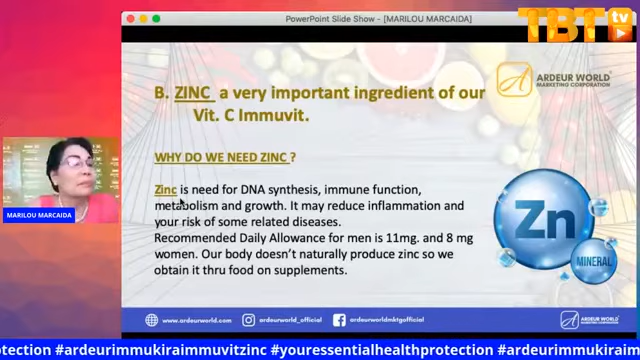 PowerPoint Slide Show - [MARILOU MARCAIDA]
TBT tv
ARDEUR WORLD
MARKETING CORPORATION
B. ZINC a very important ingredient of our
Vit. C Immuvit.
WHY DO WE NEED ZINC ?
Zinc is need for DNA synthesis, immune function,
metabolism and growth. It may reduce inflammation and
your risk of some related diseases.
Recommended Daily Allowance for men is 11mg. and 8 mg
women. Our body doesn't naturally produce zinc so we
obtain it thru food on supplements.
Zn
MINERAL
MARILOU MARCAIDA
www.ardeurworld.com
ardeurworld_official
ardeurworldmktgofficial
ARDEUR WORLD
otection #ardeurimmukiraimmuvitzinc #youressentialhealthprotection #ardeurimmukiraim